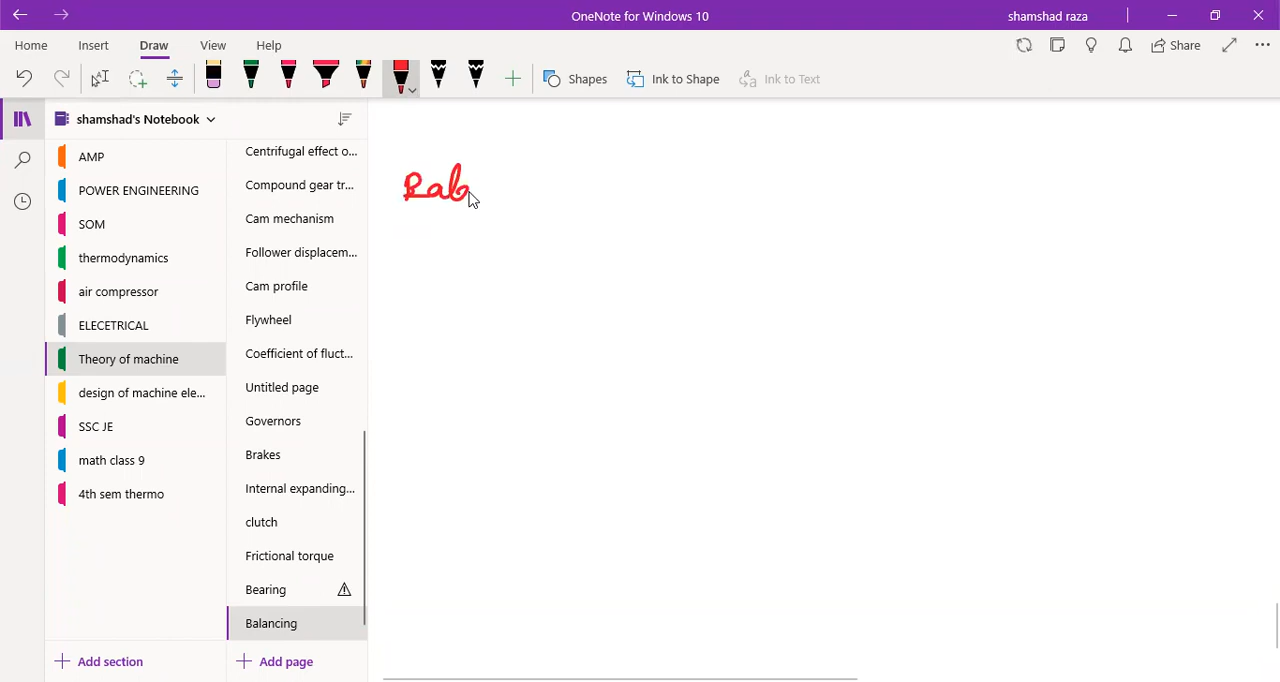 OneNote for Windows 10
shamshad raza
Home
Insert
Draw
View
Help
Share
Shapes
Ink to Shape
Ink to Text
shamshad's Notebook
AMP
POWER ENGINEERING
SOM
thermodynamics
air compressor
ELECETRICAL
Theory of machine
design of machine ele...
SSC JE
math class 9
4th sem thermo
Add section
Centrifugal effect o...
Compound gear tr...
Cam mechanism
Follower displacem...
Cam profile
Flywheel
Coefficient of fluct...
Untitled page
Governors
Brakes
Internal expanding...
clutch
Frictional torque
Bearing
Balancing
Add page
Rab